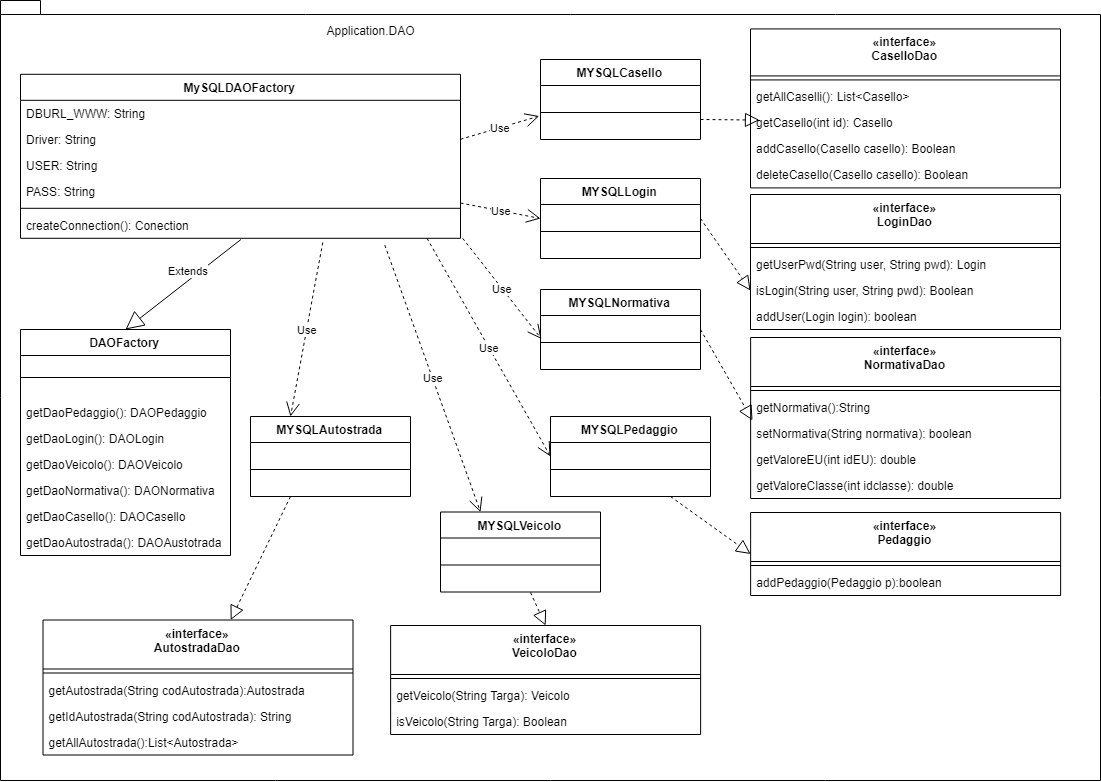 Application.DAO
MySQLDAOFactory
DBURL_WWW: String
Driver: String
USER: String
PASS: String
createConnection(): Conection
MYSQLCasello
Use
«interface»
CaselloDao
getAllCaselli(): List<Casello>
getCasello(int id): Casello
addCasello(Casello casello): Boolean
deleteCasello(Casello casello): Boolean
MYSQLLogin
Use
«interface»
LoginDao
getUserPwd(String user, String pwd): Login
isLogin(String user, String pwd): Boolean
addUser(Login login): boolean
Extends
Use
MYSQLNormativa
Use
Use
Use
«interface»
NormativaDao
getNormativa():String
setNormativa(String normativa): boolean
getValoreEU(int idEU): double
getValoreClasse(int idclasse): double
DAOFactory
getDaoPedaggio(): DAOPedaggio
getDaoLogin(): DAOLogin
getDaoVeicolo(): DAOVeicolo
getDaoNormativa(): DAONormativa
getDaoCasello(): DAOCasello
getDaoAutostrada(): DAOAustotrada
MYSQLAutostrada
MYSQLPedaggio
MYSQLVeicolo
«interface»
Pedaggio
addPedaggio(Pedaggio p):boolean
«interface»
AutostradaDao
getAutostrada(String codAutostrada):Autostrada
getIdAutostrada(String codAutostrada): String
getAllAutostrada():List<Autostrada>
«interface»
VeicoloDao
getVeicolo(String Targa): Veicolo
isVeicolo(String Targa): Boolean